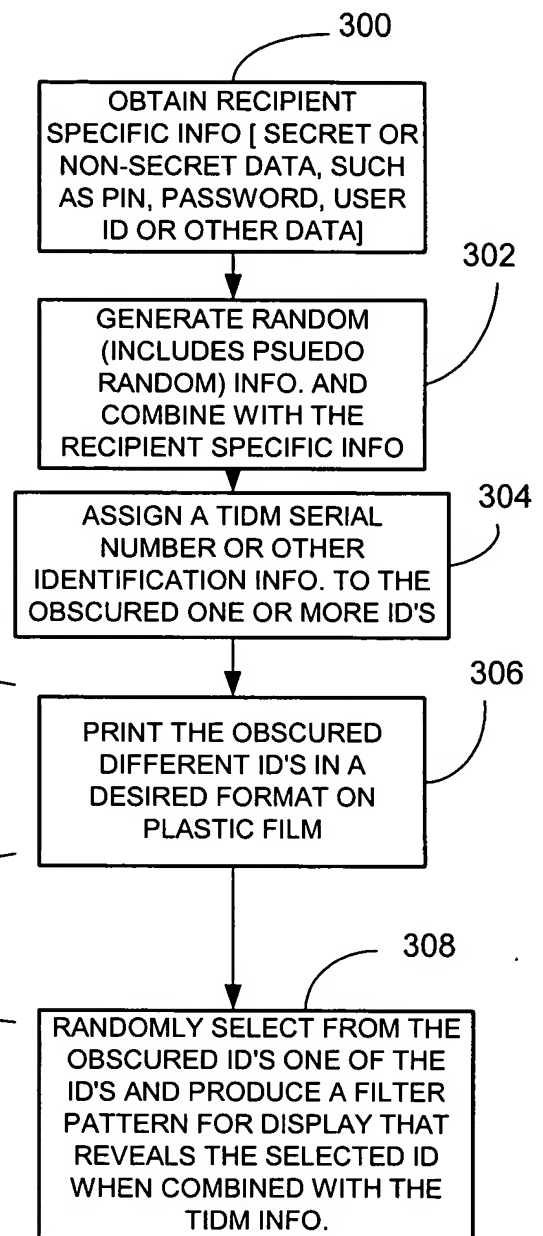 300
OBTAIN RECIPIENT
SPECIFIC INFO [ SECRET OR
NON-SECRET DATA, SUCH
AS PIN, PASSWORD, USER
ID OR OTHER DATA]
302
GENERATE RANDOM
(INCLUDES PSUEDO
RANDOM) INFO. AND
COMBINE WITH THE
RECIPIENT SPECIFIC INFO
304
ASSIGN A TIDM SERIAL
NUMBER OR OTHER
IDENTIFICATION INFO. TO THE
OBSCURED ONE OR MORE ID'S
306
PRINT THE OBSCURED
DIFFERENT ID'S IN A
DESIRED FORMAT ON
PLASTIC FILM
308
RANDOMLY SELECT FROM THE
OBSCURED ID'S ONE OF THE
ID'S AND PRODUCE A FILTER
PATTERN FOR DISPLAY THAT
REVEALS THE SELECTED ID
WHEN COMBINED WITH THE
TIDM INFO.